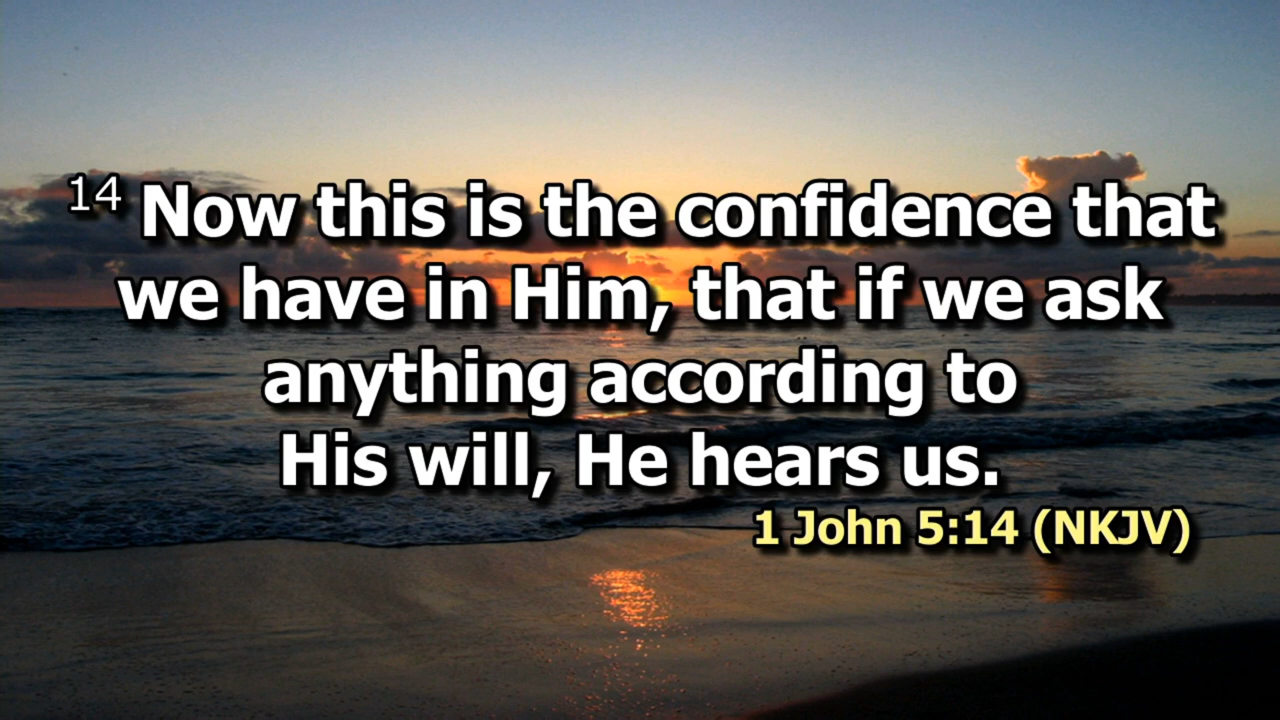 14 Now this is the confidence that
we have in Him, that if we ask
anything according to
His will, He hears us.
1 John 5:14 (NKJV)